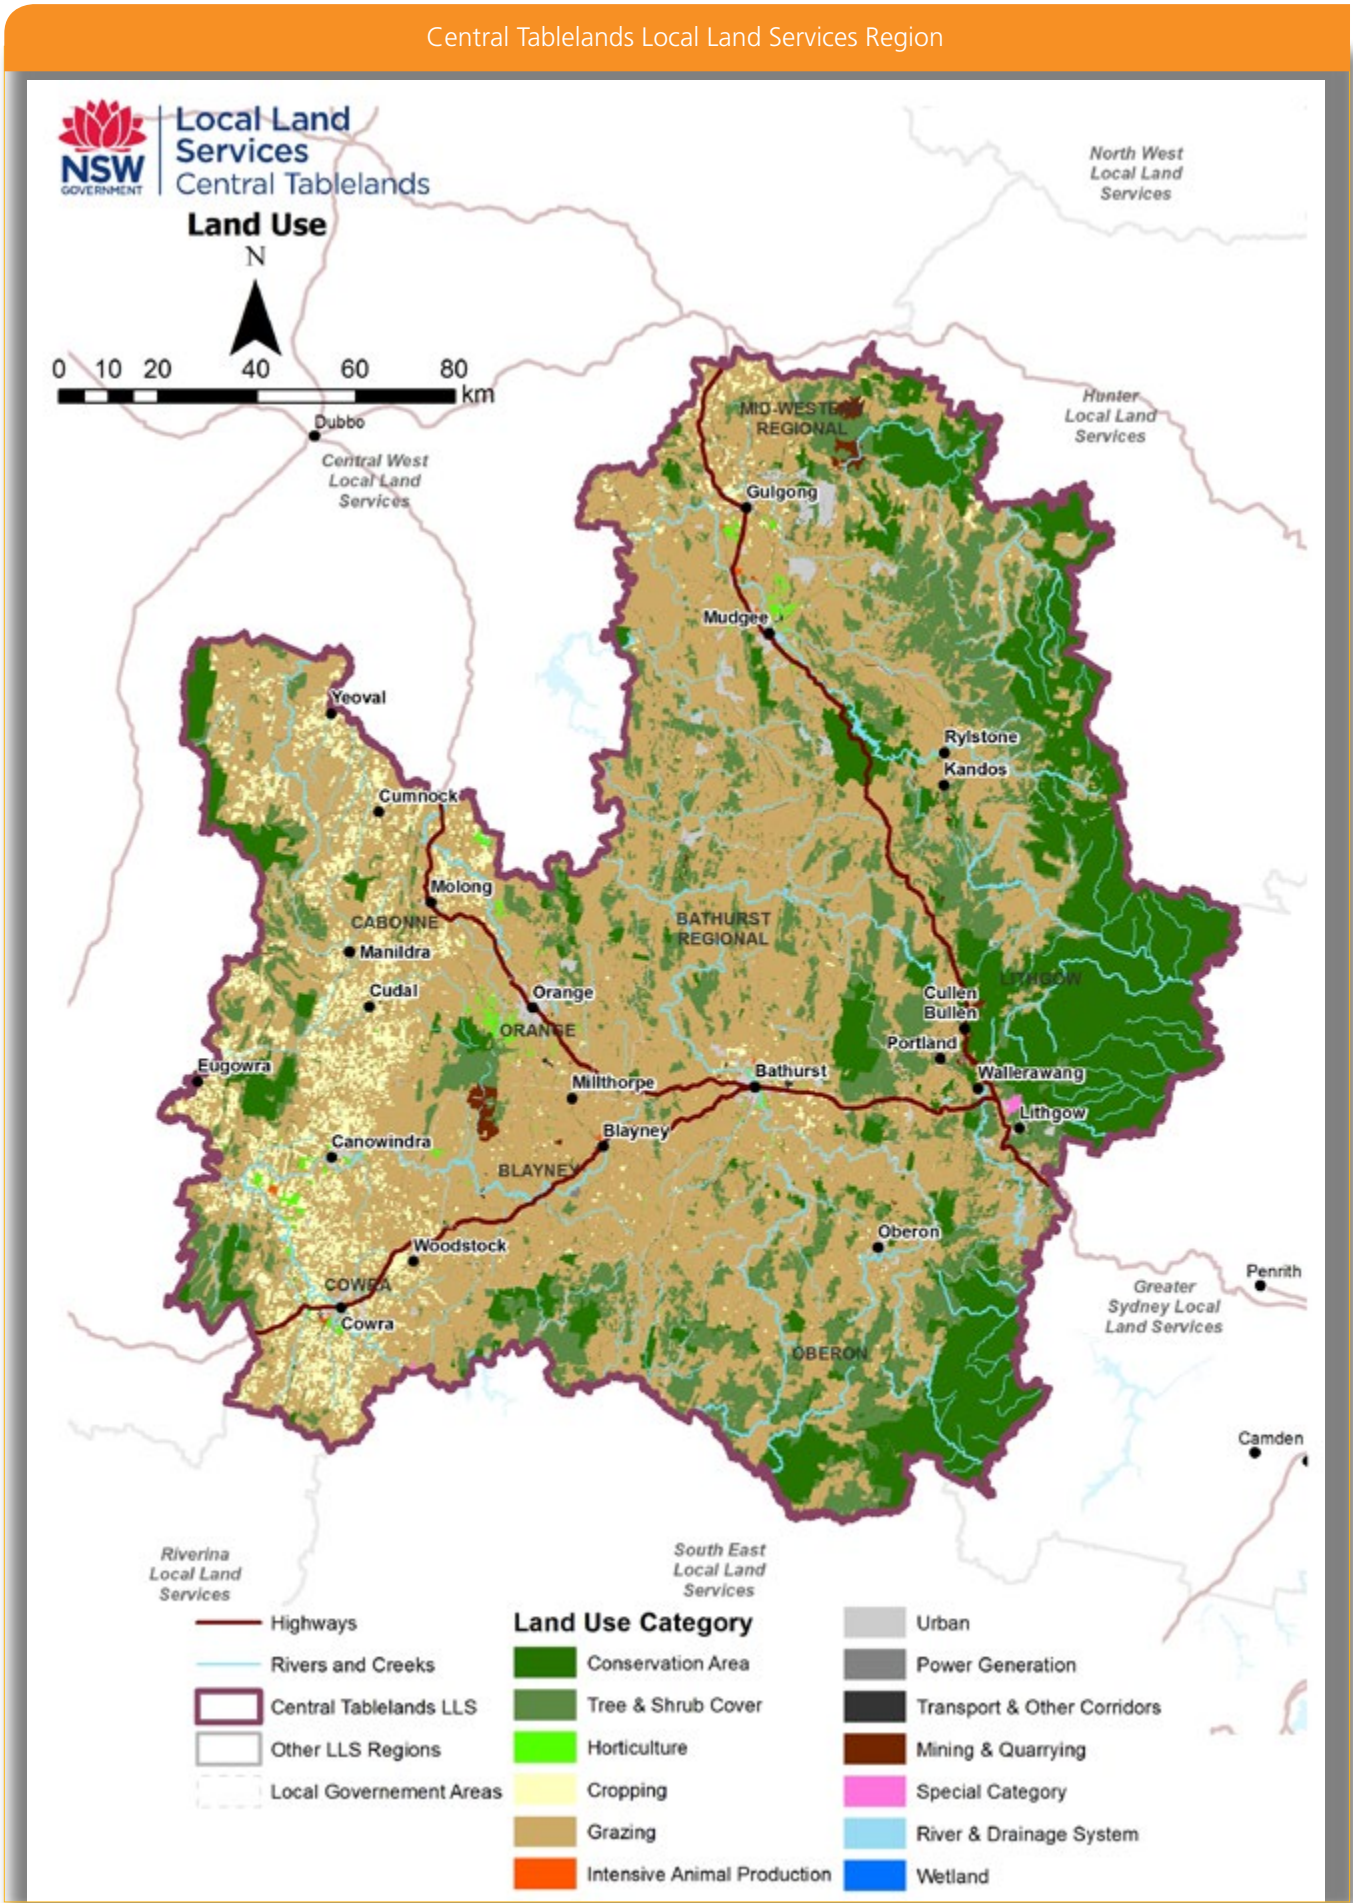 Central Tablelands Local Land Services Region
Local Land
Services
Central Tablelands
NSW
GOVERNMENT
Land Use
N
0 10 20 40 60 80
km
North West
Local Land
Services
Hunter
Local Land
Services
Dubbo
Central West
Local Land
Services
MID-WESTERN
REGIONAL
Gulgong
Mudgee
Yeoval
Rylstone
Kandos
Cumnock
Molong
CABONNE
BATHURST
REGIONAL
Manildra
LITHGOW
Cudal
Orange
Cullen
Bullen
ORANGE
Portland
Eugowra
Bathurst
Wallerawang
Millthorpe
Lithgow
Blayney
Canowindra
BLAYNEY
Oberon
Woodstock
COWRA
Cowra
OBERON
Penrith
Greater
Sydney Local
Land Services
Camden
Riverina
Local Land
Services
South East
Local Land
Services
Highways
Rivers and Creeks
Central Tablelands LLS
Other LLS Regions
Local Governement Areas
Land Use Category
Conservation Area
Tree & Shrub Cover
Horticulture
Cropping
Grazing
Intensive Animal Production
Urban
Power Generation
Transport & Other Corridors
Mining & Quarrying
Special Category
River & Drainage System
Wetland